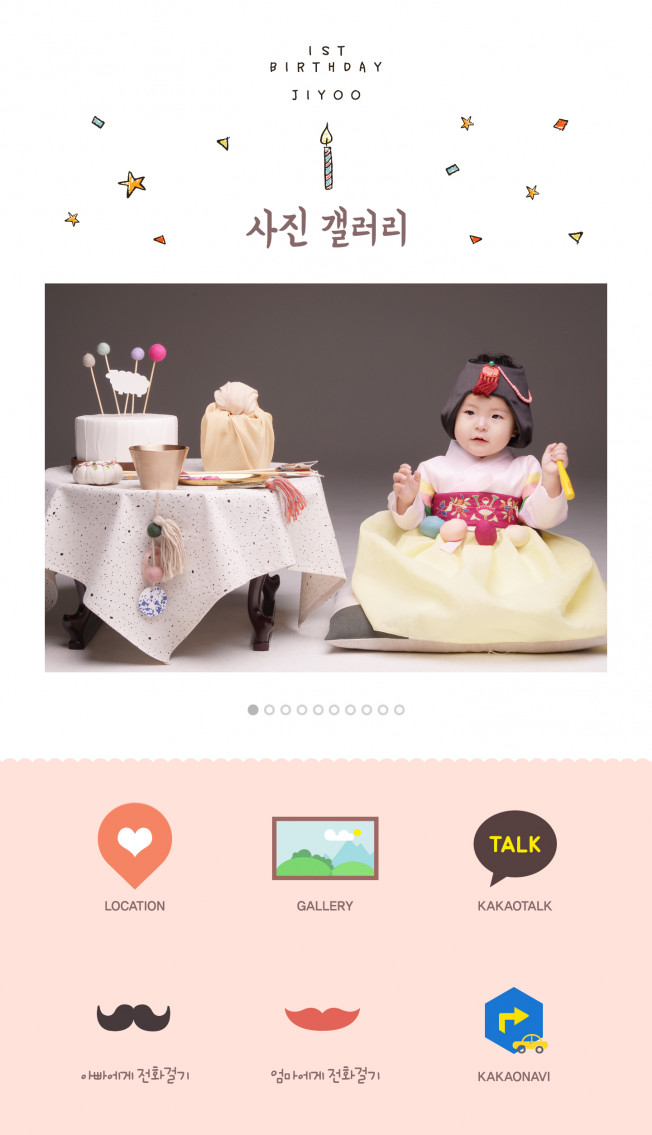 1ST
BIRTHDAY
JIYOO
사진 갤러리
LOCATION
GALLERY
TALK
KAKAOTALK
아빠에게 전화걸기
엄마에게 전화걸기
KAKAONAVI